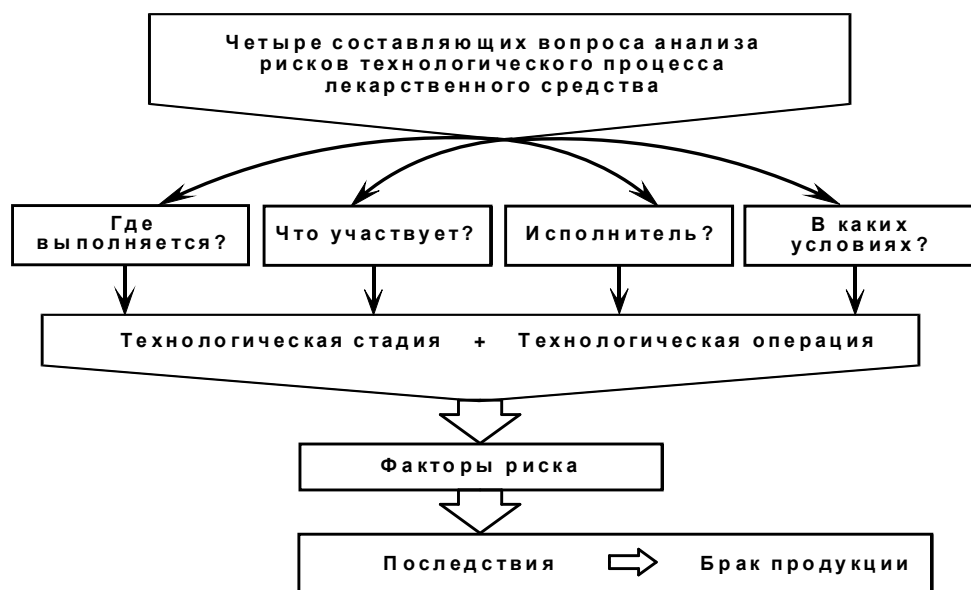 Четыре составляющих вопроса анализа
рисков технологического процесса
лекарственного средства
Где
выполняется?
Что участвует?
Исполнитель?
В каких
условиях?
Технологическая стадия + Технологическая операция
Факторы риска
Последствия Брак продукции